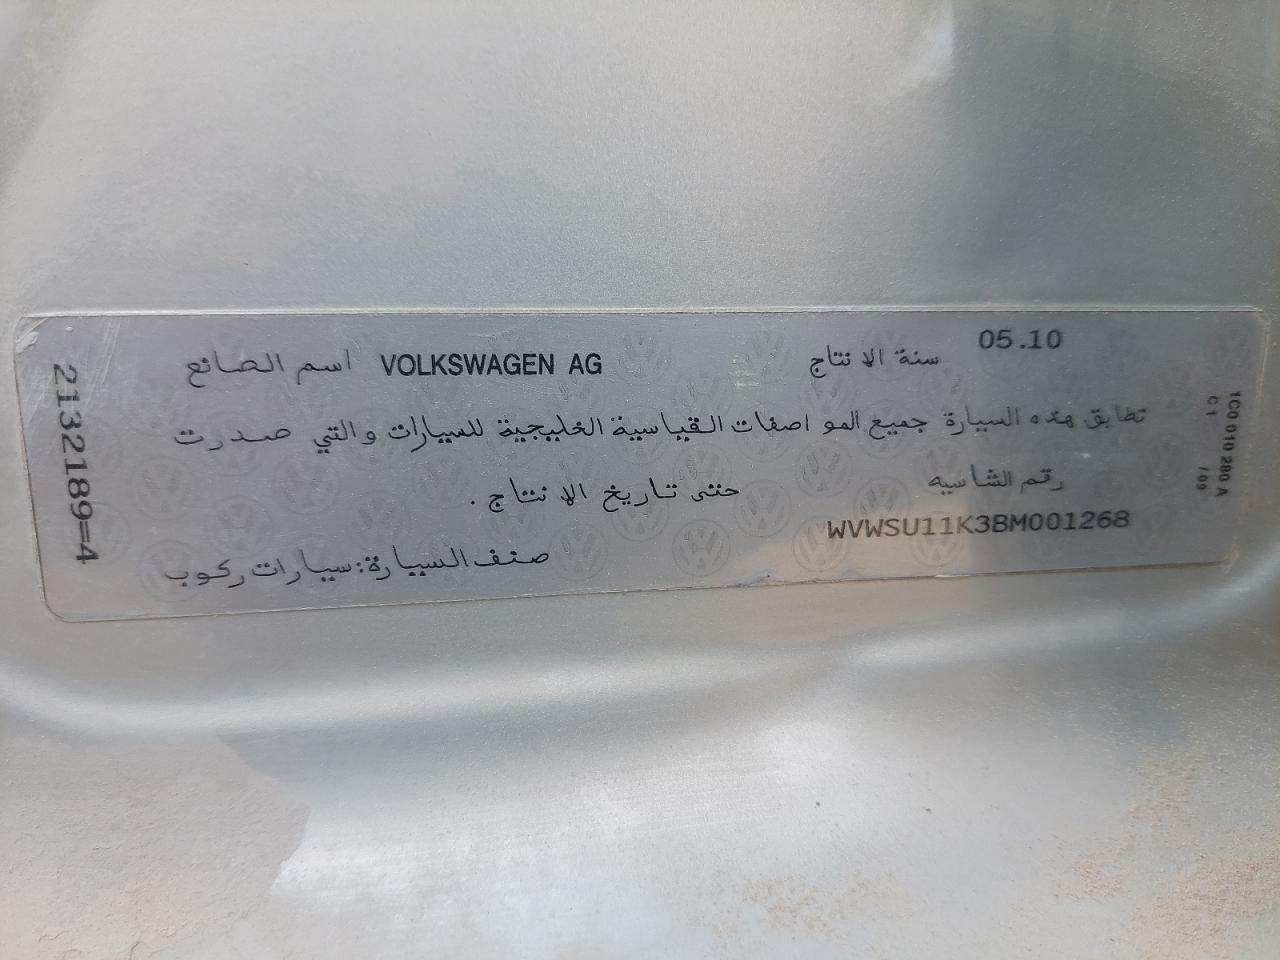 05.10 سنة الانتاج VOLKSWAGEN AG اسم الصانع
تطابق هذه السيارة جميع المواصفات القياسية الخليجية للسيارات والتي صدرت
رقم الشاسيه حتى تاريخ الانتاج .
WVWSU11K3BM001268
صنف السيارة: سيارات ركوب
2132189=4
1C0 010 280 A
C1 /09